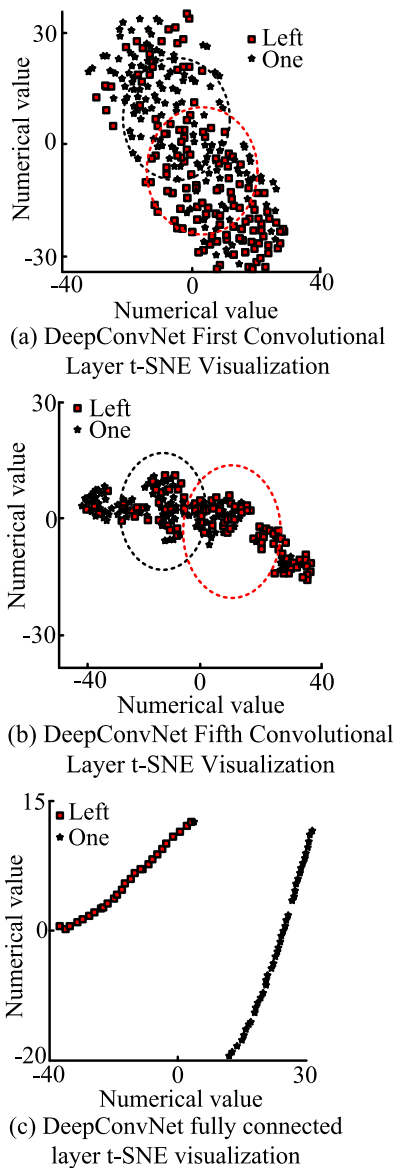 30
Left
One
Numerical value
0
-30
-40
0
40
Numerical value
(a) DeepConvNet First Convolutional
Layer t-SNE Visualization
30
Left
One
Numerical value
0
-30
-40
0
40
Numerical value
(b) DeepConvNet Fifth Convolutional
Layer t-SNE Visualization
15
Left
One
Numerical value
0
-20
-40
0
30
Numerical value
(c) DeepConvNet fully connected
layer t-SNE visualization